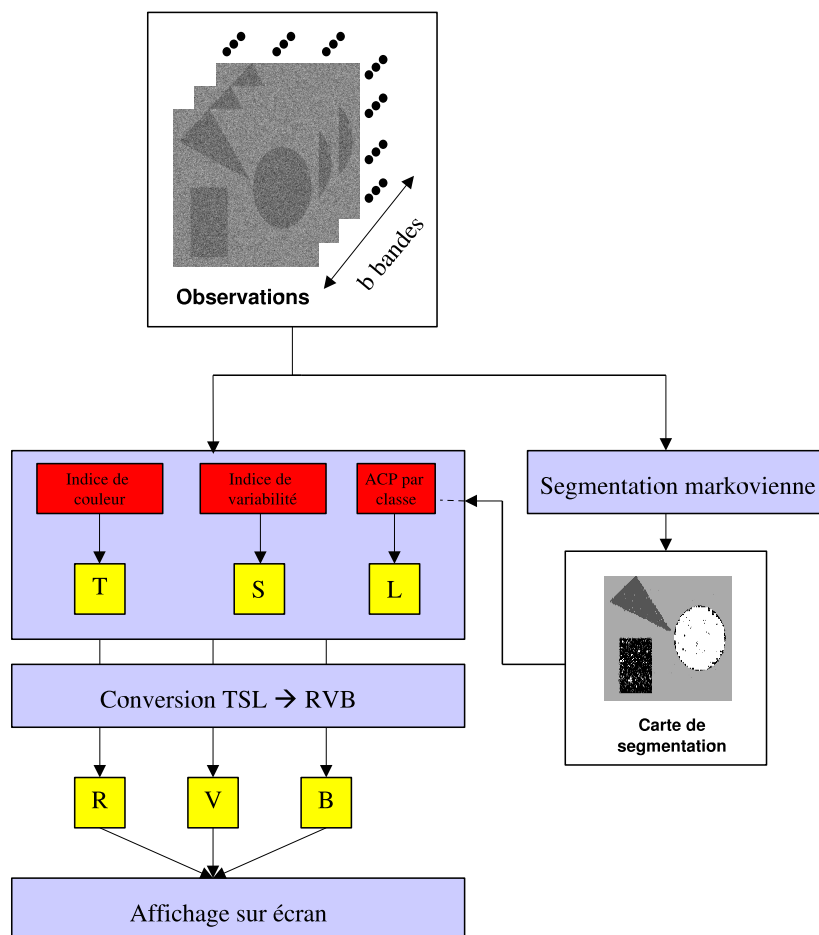 b bandes
Observations
Indice de
couleur
Indice de
variabilité
ACP par
classe
Segmentation markovienne
T
S
L
Conversion TSL → RVB
Carte de
segmentation
R
V
B
Affichage sur écran